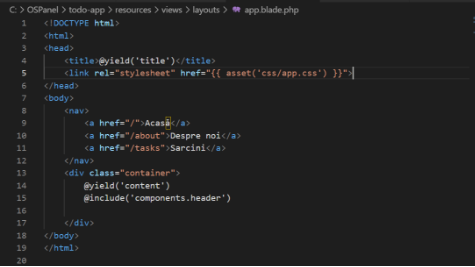 C: > OSPanel > todo-app > resources > views > layouts > app.blade.php
1 <!DOCTYPE html>
2 <html>
3 <head>
4 <title>@yield('title')</title>
5 <link rel="stylesheet" href="{{ asset('css/app.css') }}">
6 </head>
7 <body>
8 <nav>
9 <a href="/">Acasă</a>
10 <a href="/about">Despre noi</a>
11 <a href="/tasks">Sarcini</a>
12 </nav>
13 <div class="container">
14 @yield('content')
15 @include('components.header')
16
17 </div>
18 </body>
19 </html>
20